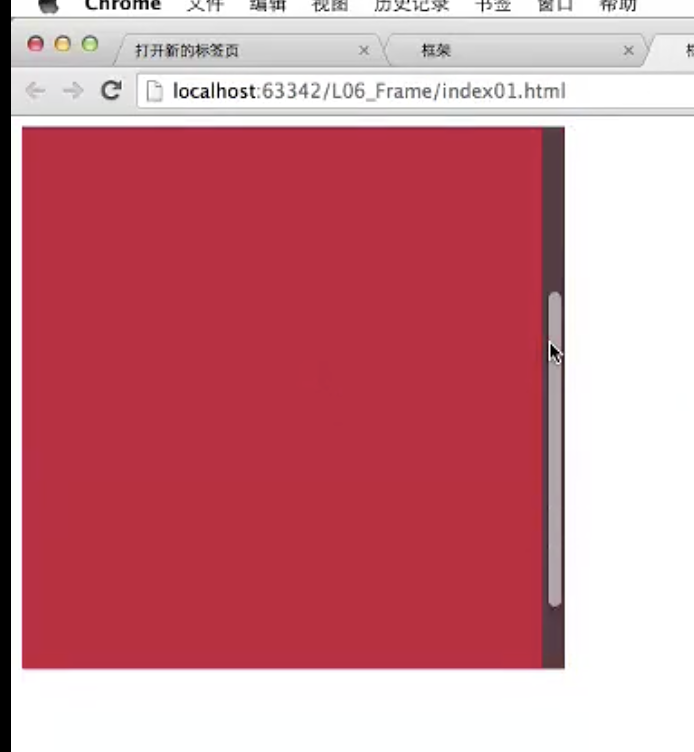 Chrome 文件 编辑 视图 历史记录 书签 窗口 帮助
打开新的标签页 框架
localhost:63342/L06_Frame/index01.html